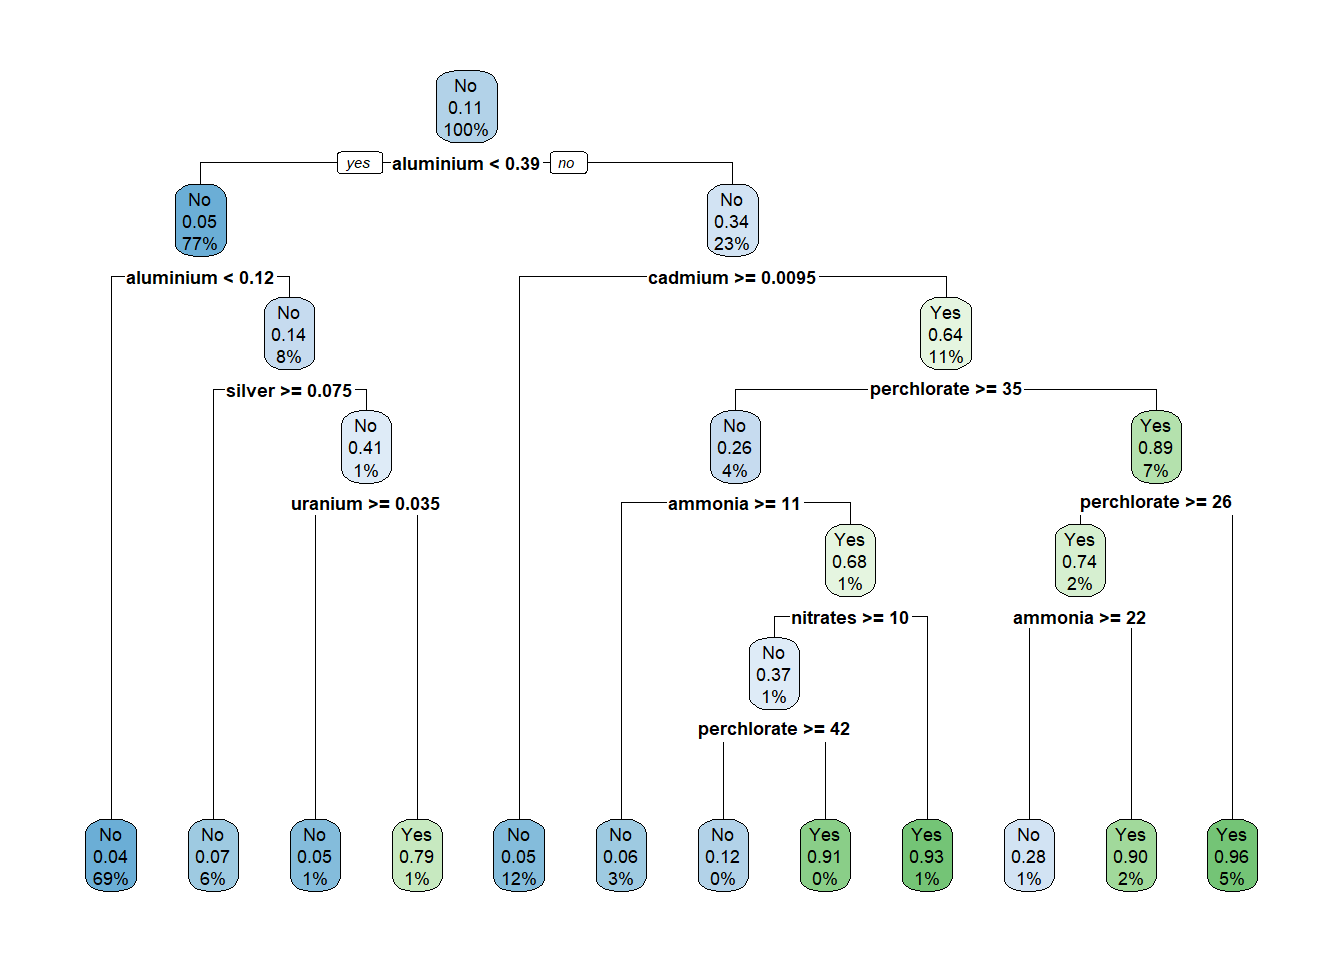 No
0.11
100%
yes
aluminium < 0.39
no
No
0.05
77%
No
0.34
23%
aluminium < 0.12
cadmium >= 0.0095
No
0.14
8%
Yes
0.64
11%
silver >= 0.075
perchlorate >= 35
No
0.41
1%
No
0.26
4%
Yes
0.89
7%
uranium >= 0.035
ammonia >= 11
perchlorate >= 26
Yes
0.68
1%
Yes
0.74
2%
nitrates >= 10
ammonia >= 22
No
0.37
1%
perchlorate >= 42
No
0.04
69%
No
0.07
6%
No
0.05
1%
Yes
0.79
1%
No
0.05
12%
No
0.06
3%
No
0.12
0%
Yes
0.91
0%
Yes
0.93
1%
No
0.28
1%
Yes
0.90
2%
Yes
0.96
5%